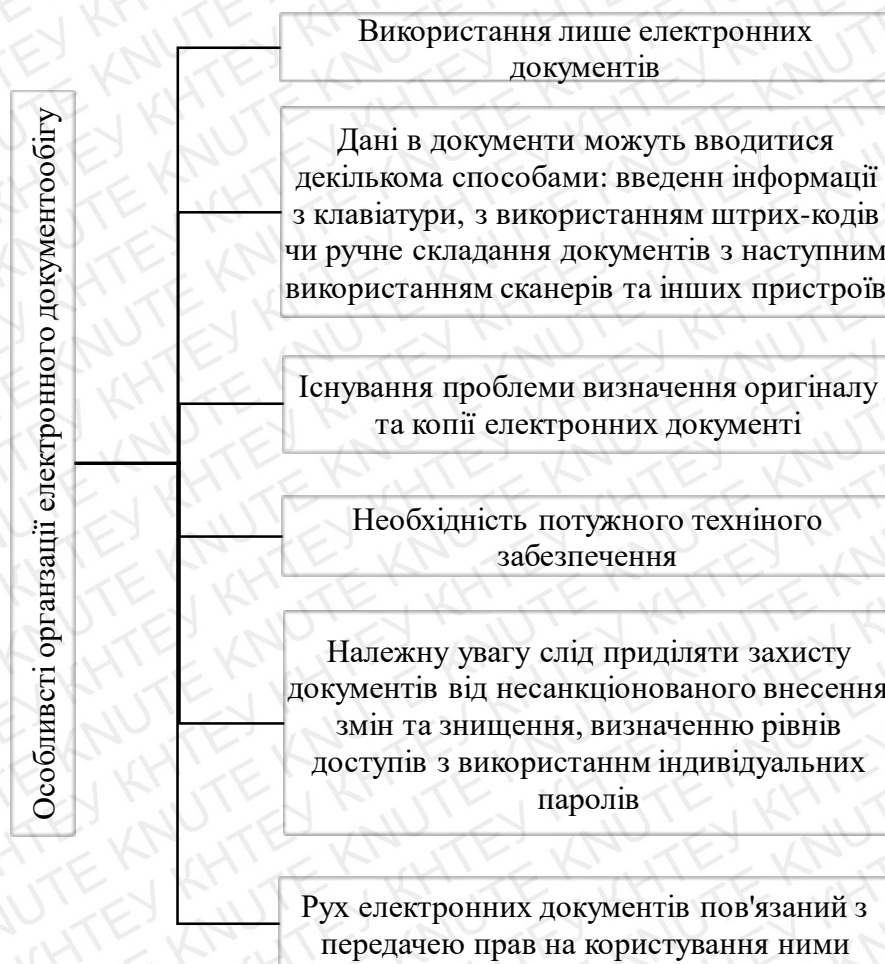 Особливсті органзації електронного документообігу
Використання лише електронних
документів
Дані в документи можуть вводитися
декількома способами: введенн інформації
з клавіатури, з використанням штрих-кодів
чи ручне складання документів з наступним
використанням сканерів та інших пристроїв
Існування проблеми визначення оригіналу
та копії електронних документі
Необхідність потужного техніного
забезпечення
Належну увагу слід приділяти захисту
документів від несанкціонованого внесення
змін та знищення, визначенню рівнів
доступів з використаннм індивідуальних
паролів
Рух електронних документів пов'язаний з
передачею прав на користування ними